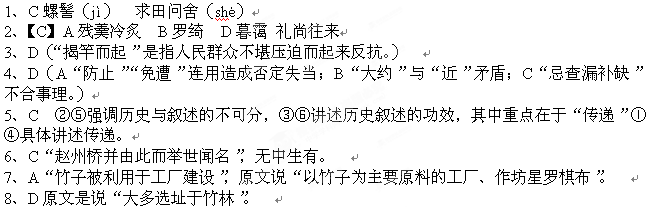 1、C 螺髻（jì） 求田问舍（shè）
2、【C】A 残羹冷炙 B 罗绮 D 暮霭 礼尚往来
3、D（“揭竿而起”是指人民群众不堪压迫而起来反抗。）
4、D（A“防止”“免遭”连用造成否定失当；B“大约”与“近”矛盾；C“忌查漏补缺”
不合事理。）
5、C ②⑤强调历史与叙述的不可分，③⑥讲述历史叙述的功效，其中重点在于“传递”①
④具体讲述传递。
6、C“赵州桥并由此而举世闻名”，无中生有。
7、A“竹子被利用于工厂建设”，原文说“以竹子为主要原料的工厂、作坊星罗棋布”。
8、D 原文是说“大多选址于竹林”。